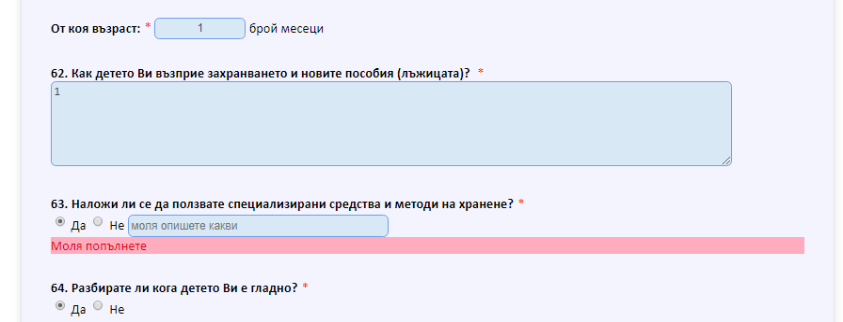 От коя възраст: * 1 брой месеци
62. Как детето Ви възприе захранването и новите пособия (лъжицата)? *
1
63. Наложи ли се да ползвате специализирани средства и методи на хранене? *
Да Не моля опишете какви
Моля попълнете
64. Разбирате ли кога детето Ви е гладно? *
Да Не